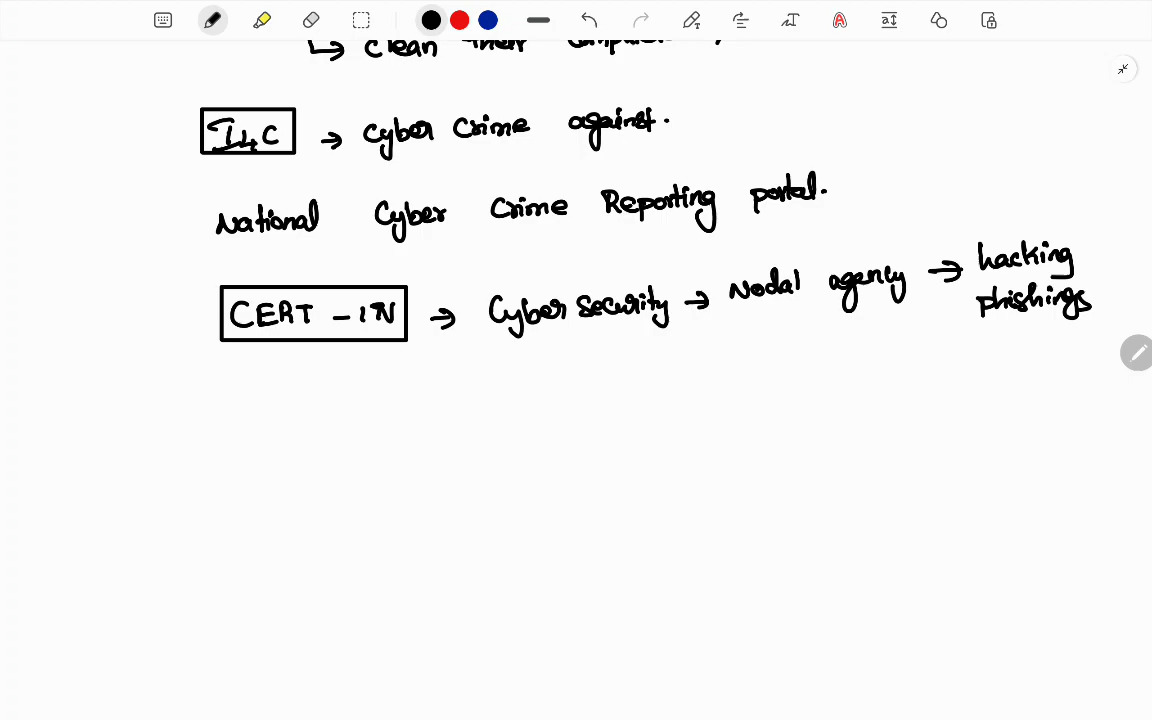 ↳ clean their
I4C → Cyber Crime against.
National Cyber Crime Reporting portal.
CERT - IN → Cyber Security → Nodal agency → hacking
phishings